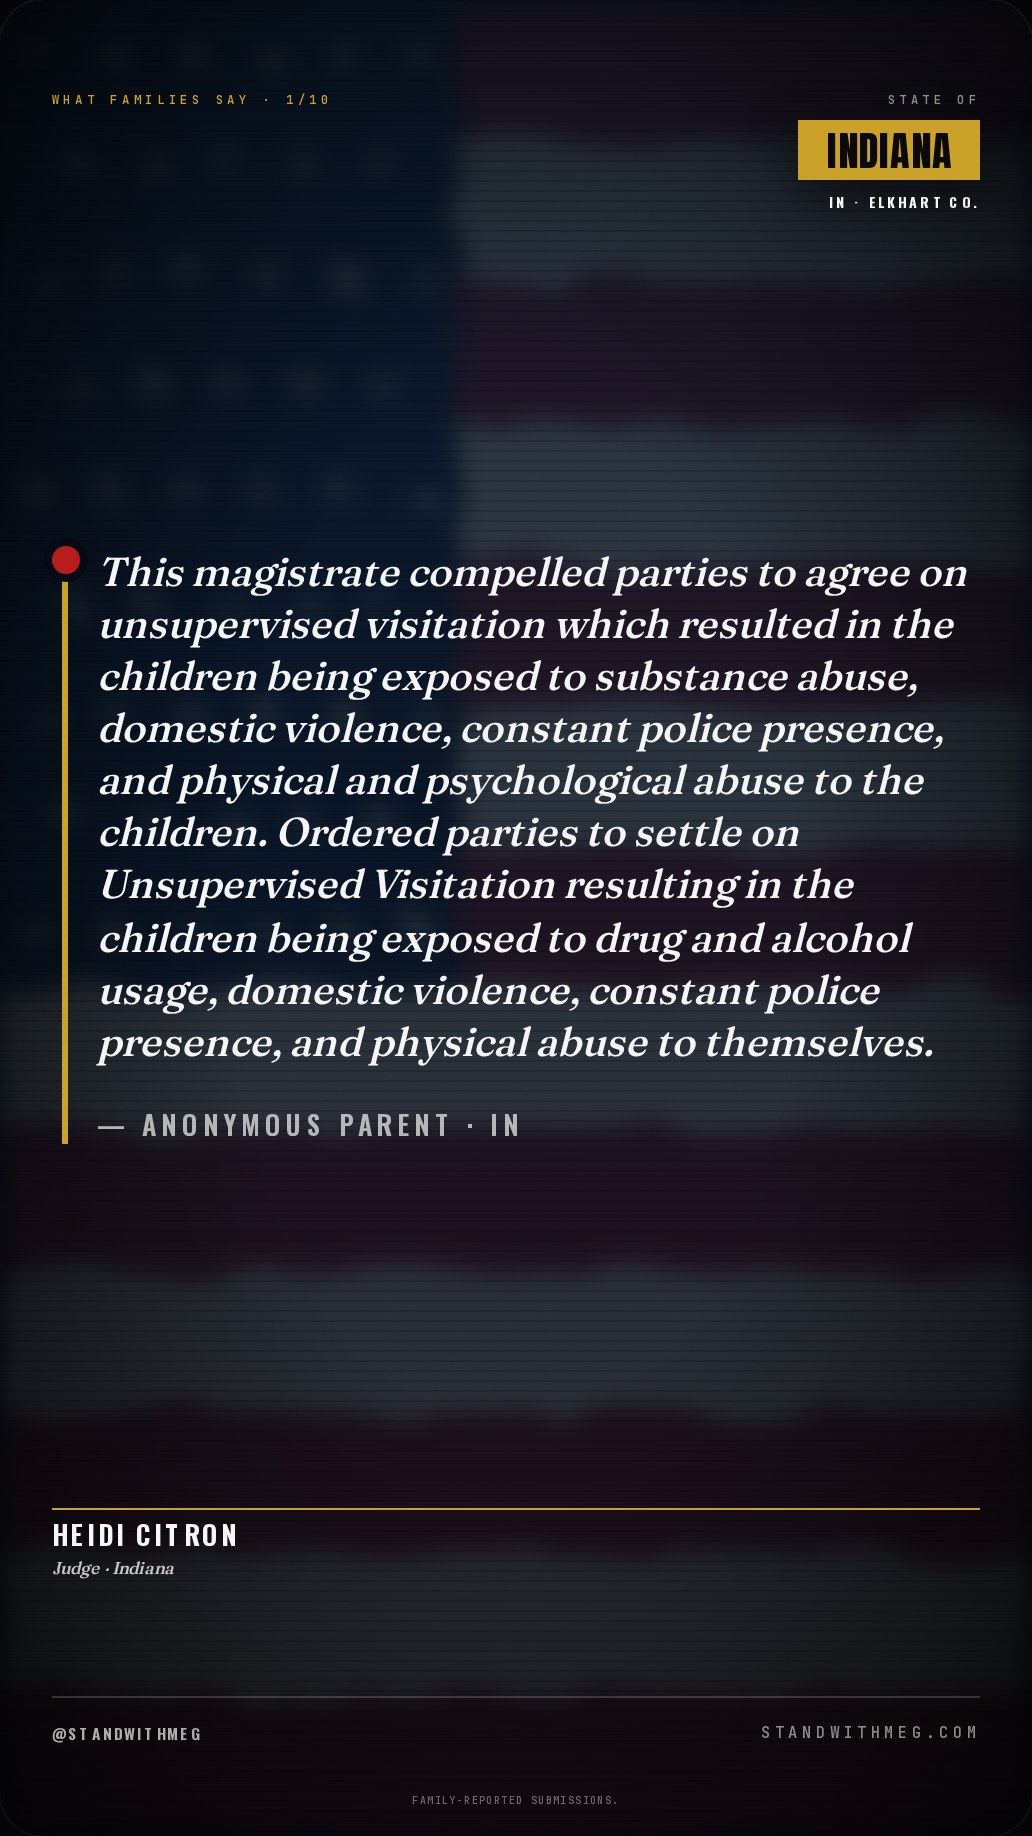 WHAT FAMILIES SAY · 1/10
STATE OF
INDIANA
IN · ELKHART CO.
This magistrate compelled parties to agree on
unsupervised visitation which resulted in the
children being exposed to substance abuse,
domestic violence, constant police presence,
and physical and psychological abuse to the
children. Ordered parties to settle on
Unsupervised Visitation resulting in the
children being exposed to drug and alcohol
usage, domestic violence, constant police
presence, and physical abuse to themselves.
— ANONYMOUS PARENT · IN
HEIDI CITRON
Judge · Indiana
@STANDWITHMEG
STANDWITHMEG.COM
FAMILY-REPORTED SUBMISSIONS.